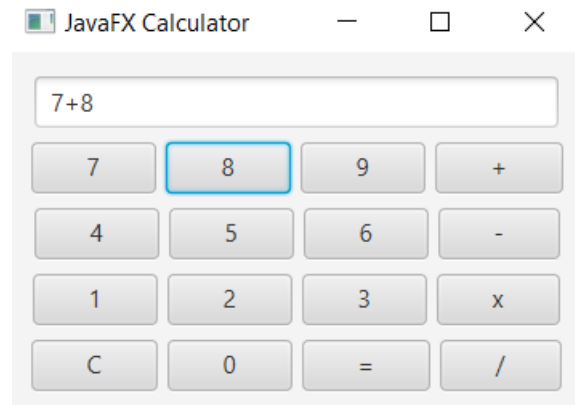 JavaFX Calculator
7+8
7 8 9 +
4 5 6 -
1 2 3 x
C 0 = /